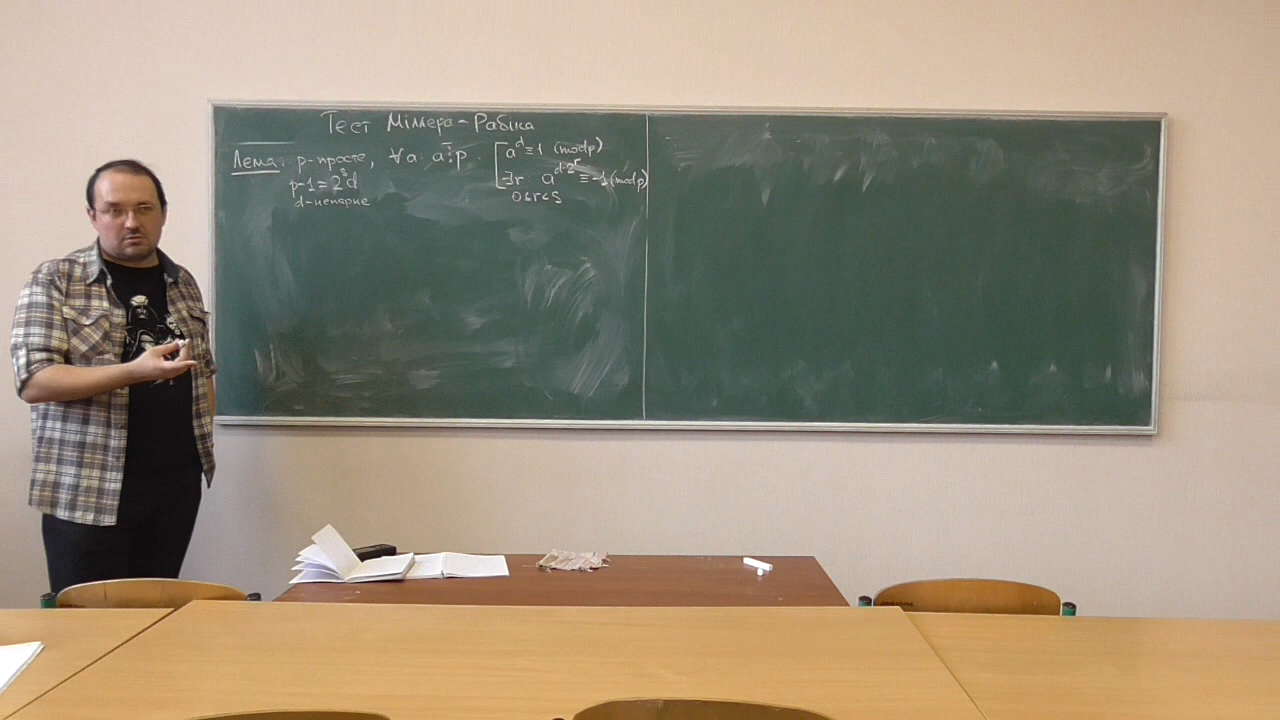 Тест Міллера-Рабіна
Лема: p-просте, ∀a: a⋮̅p. [ a^d ≡ 1 (mod p)
p-1=2^s d ∃r a^{d·2^r} ≡ -1 (mod p)
d-непарне 0≤r<s